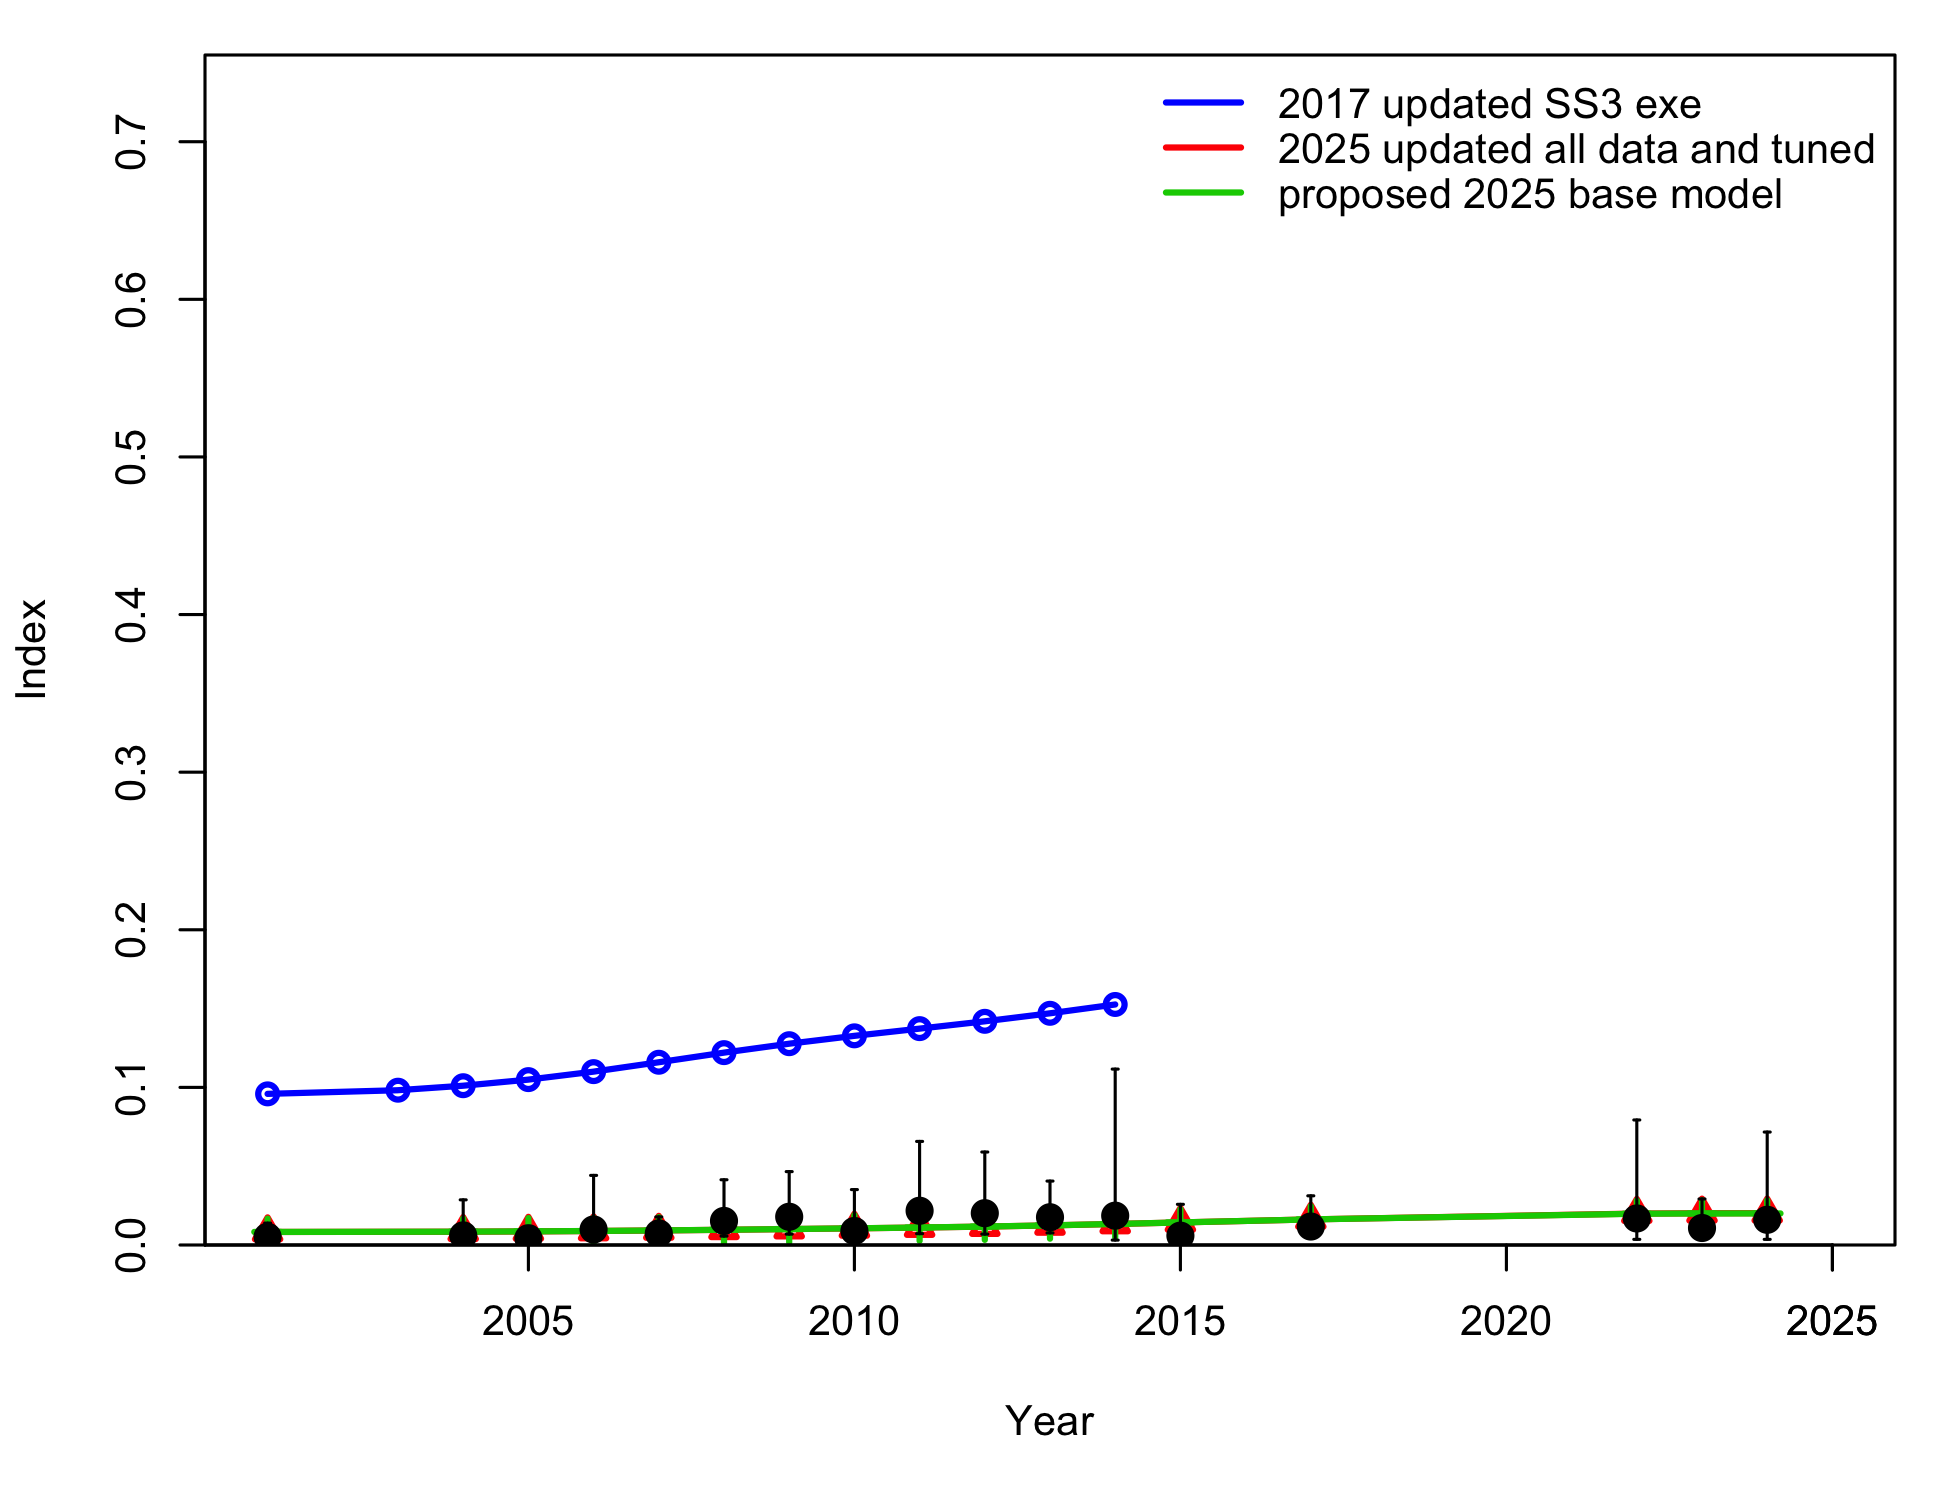 2017 updated SS3 exe
2025 updated all data and tuned
proposed 2025 base model
0.7
0.6
0.5
0.4
0.3
0.2
0.1
0.0
Index
2005 2010 2015 2020 2025
Year